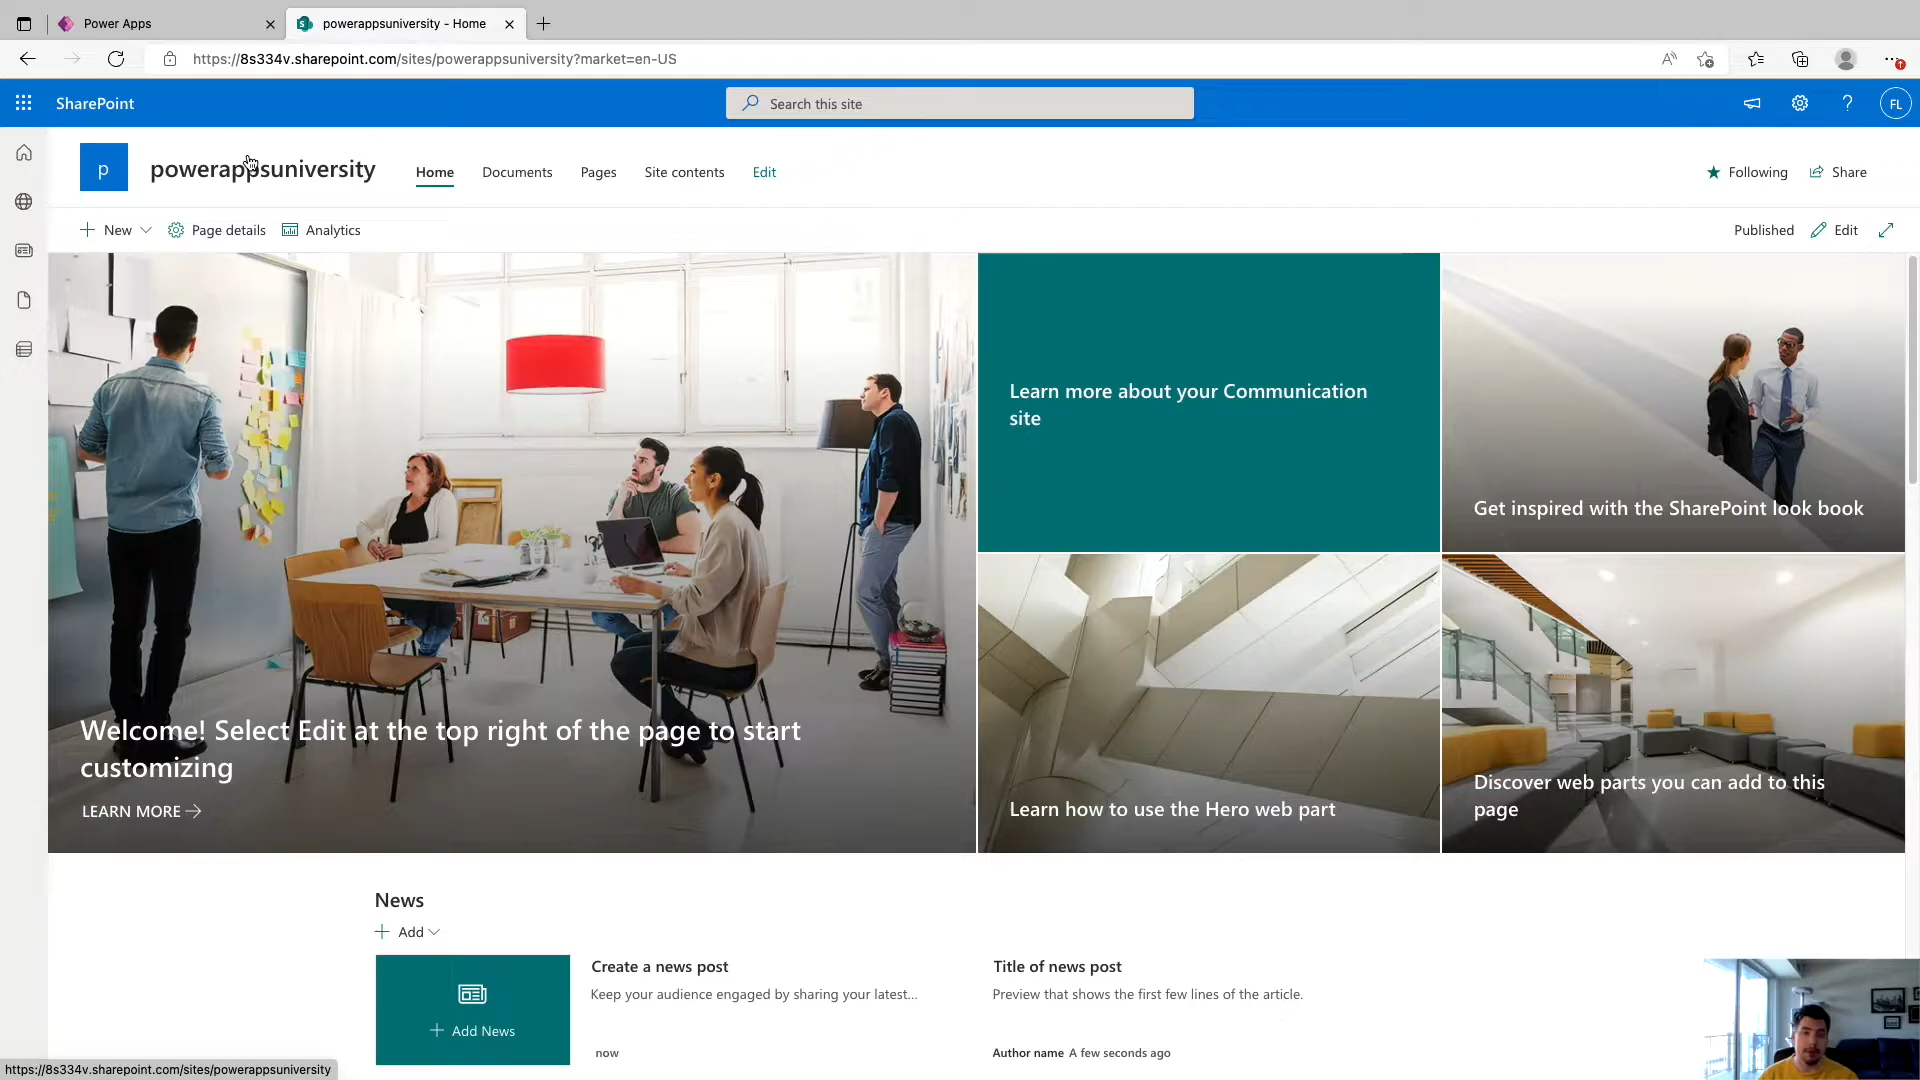 Power Apps
powerappsuniversity - Home
https://8s334v.sharepoint.com/sites/powerappsuniversity?market=en-US
SharePoint
Search this site
FL
p
powerappsuniversity
Home
Documents
Pages
Site contents
Edit
Following
Share
New
Page details
Analytics
Published
Edit
Learn more about your Communication
site
Get inspired with the SharePoint look book
Welcome! Select Edit at the top right of the page to start
customizing
LEARN MORE
Learn how to use the Hero web part
Discover web parts you can add to this
page
News
Add
Add News
Create a news post
Keep your audience engaged by sharing your latest...
now
Title of news post
Preview that shows the first few lines of the article.
Author name A few seconds ago
https://8s334v.sharepoint.com/sites/powerappsuniversity